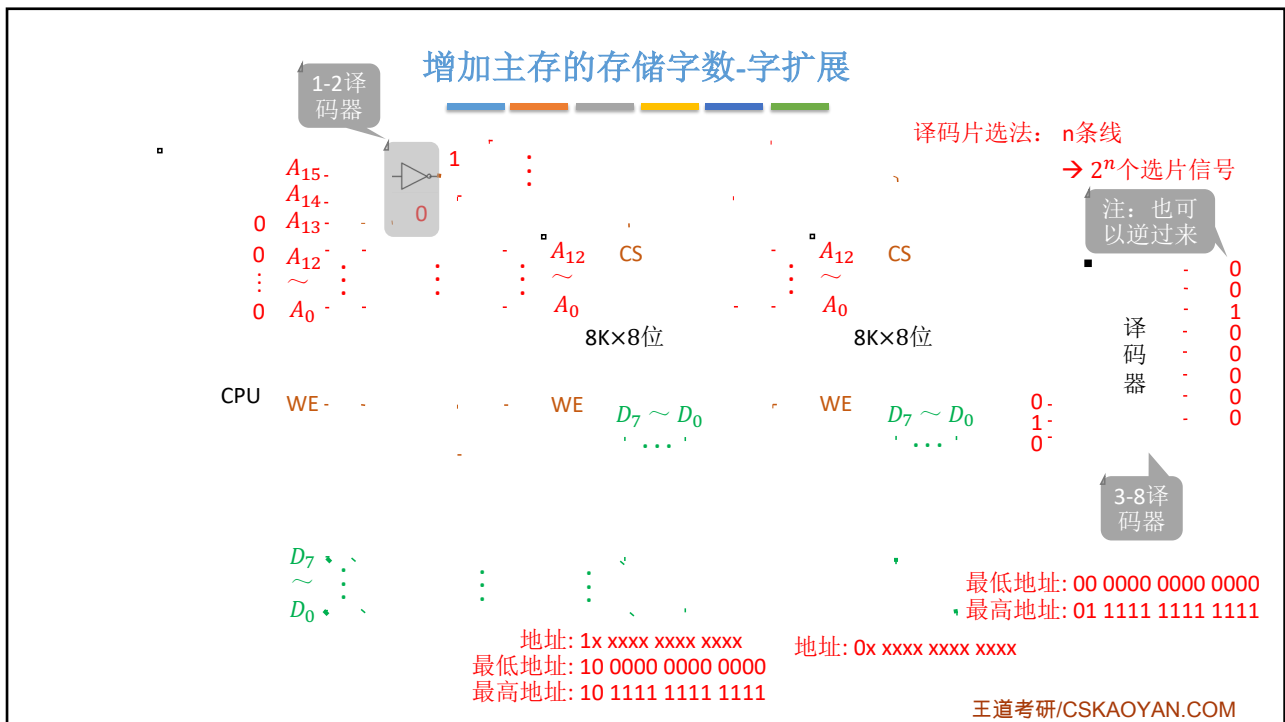 增加主存的存储字数-字扩展
1-2译
码器
译码片选法： n条线
→ 2ⁿ个选片信号
注：也可
以逆过来
A₁₅
1
A₁₄
0 A₁₃
0
0 A₁₂
⋮ ～ ⋮
0 A₀
A₁₂ CS
～
A₀
8K×8位
A₁₂ CS
～
A₀
8K×8位
CPU WE
WE
D₇ ～ D₀
…
WE
D₇ ～ D₀
…
0
1
0
译
码
器
0
0
1
0
0
0
0
0
3-8译
码器
D₇
～
D₀
地址: 1x xxxx xxxx xxxx
最低地址: 10 0000 0000 0000
最高地址: 10 1111 1111 1111
地址: 0x xxxx xxxx xxxx
最低地址: 00 0000 0000 0000
最高地址: 01 1111 1111 1111
王道考研/CSKAOYAN.COM